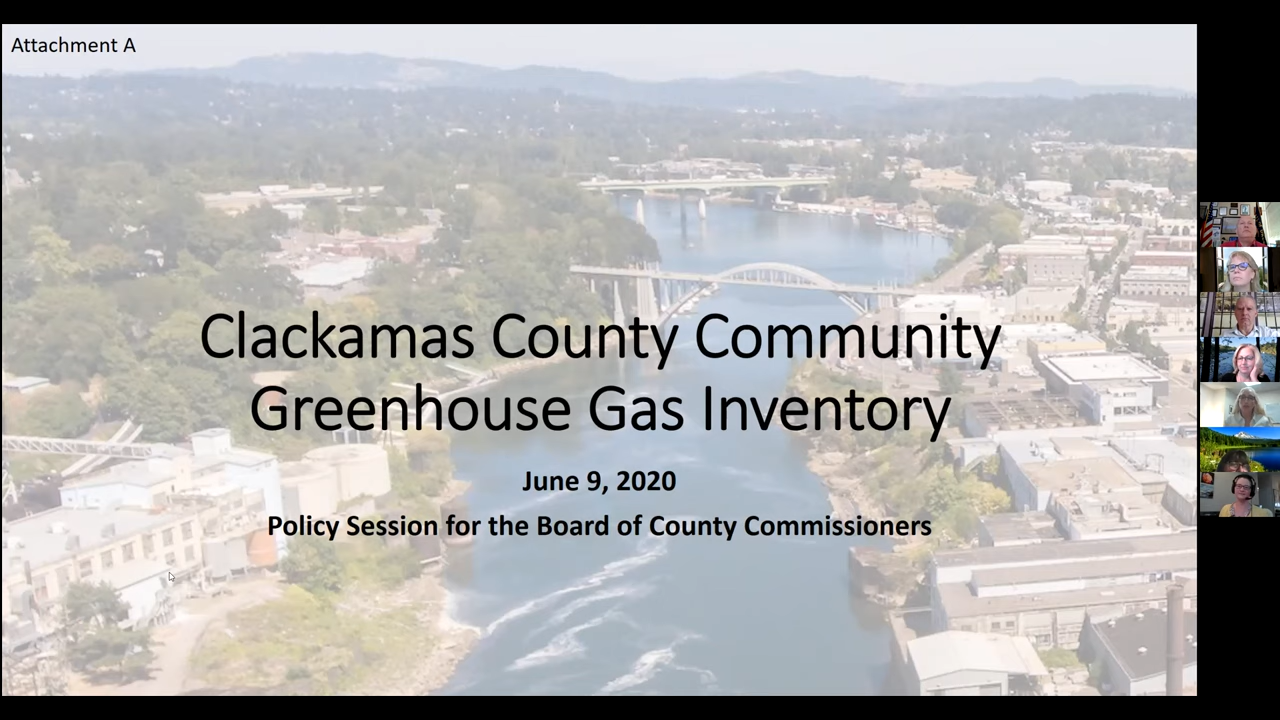 Attachment A
Clackamas County Community
Greenhouse Gas Inventory
June 9, 2020
Policy Session for the Board of County Commissioners